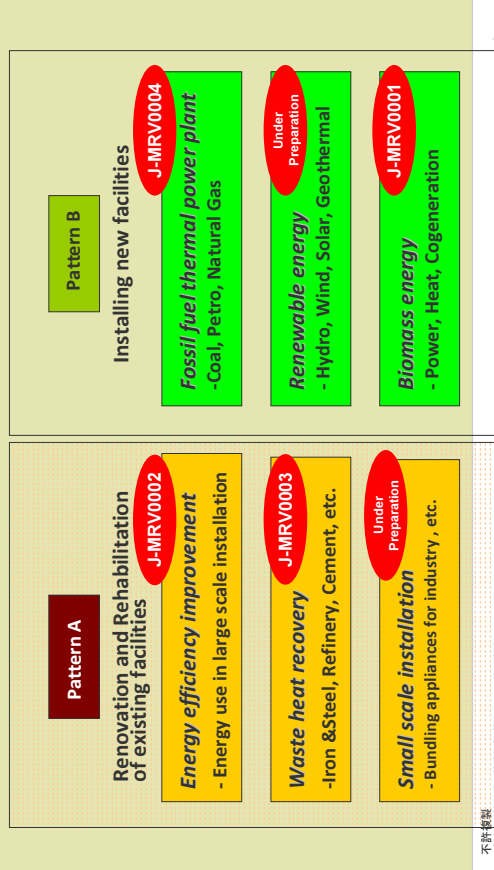 Pattern A
Renovation and Rehabilitation
of existing facilities
J-MRV0002
Energy efficiency improvement
- Energy use in large scale installation
J-MRV0003
Waste heat recovery
-Iron &Steel, Refinery, Cement, etc.
Under
Preparation
Small scale installation
- Bundling appliances for industry , etc.
Pattern B
Installing new facilities
J-MRV0004
Fossil fuel thermal power plant
-Coal, Petro, Natural Gas
Under
Preparation
Renewable energy
- Hydro, Wind, Solar, Geothermal
J-MRV0001
Biomass energy
- Power, Heat, Cogeneration
不許複製